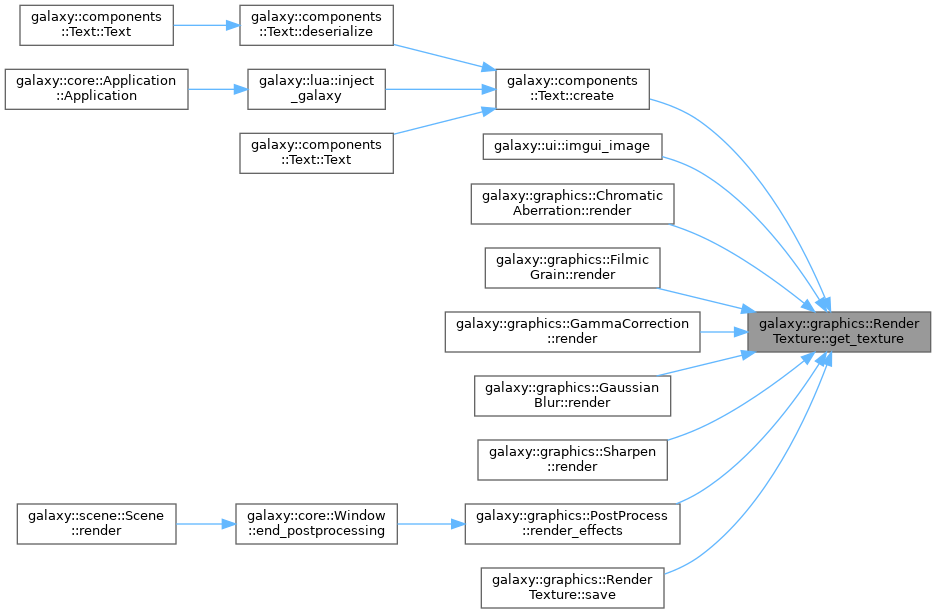 galaxy::components
::Text::Text
galaxy::components
::Text::deserialize
galaxy::core::Application
::Application
galaxy::lua::inject
_galaxy
galaxy::components
::Text::create
galaxy::components
::Text::Text
galaxy::ui::imgui_image
galaxy::graphics::Chromatic
Aberration::render
galaxy::graphics::Filmic
Grain::render
galaxy::graphics::GammaCorrection
::render
galaxy::graphics::Render
Texture::get_texture
galaxy::graphics::Gaussian
Blur::render
galaxy::graphics::Sharpen
::render
galaxy::scene::Scene
::render
galaxy::core::Window
::end_postprocessing
galaxy::graphics::PostProcess
::render_effects
galaxy::graphics::Render
Texture::save